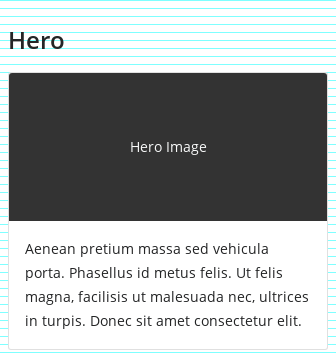 Hero
Hero Image
Aenean pretium massa sed vehicula
porta. Phasellus id metus felis. Ut felis
magna, facilisis ut malesuada nec, ultrices
in turpis. Donec sit amet consectetur elit.